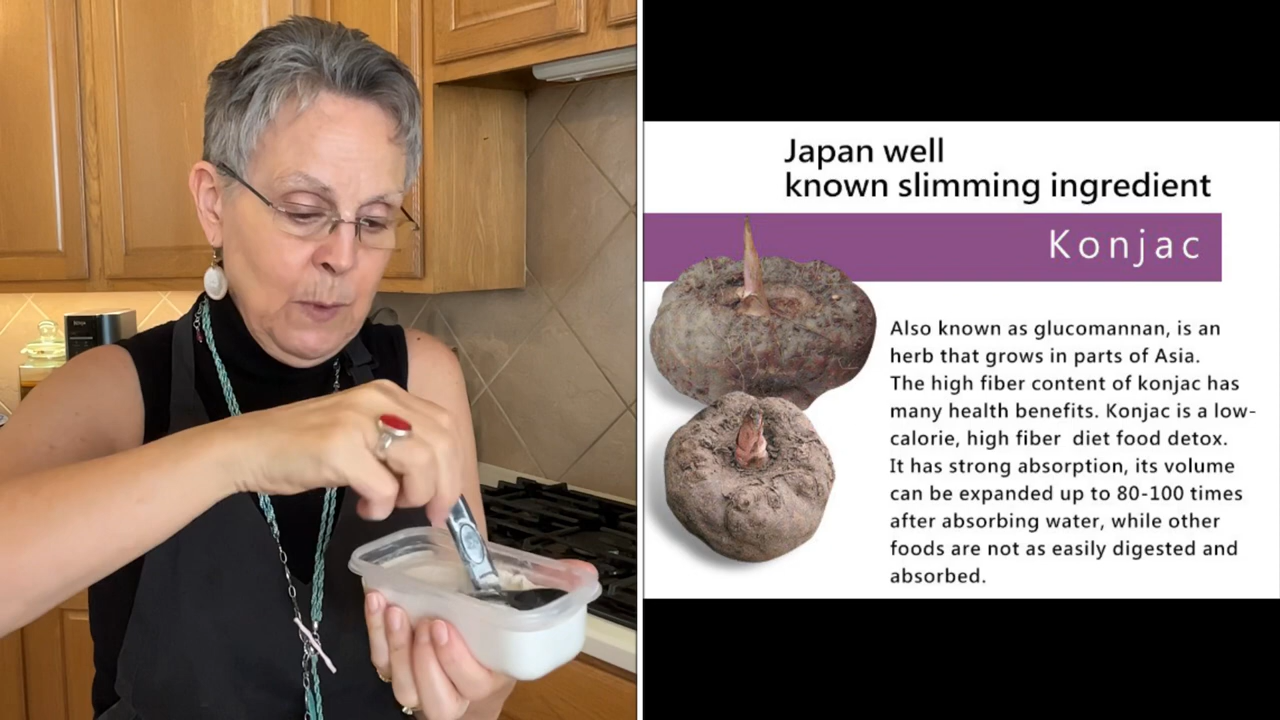 Japan well
known slimming ingredient
Konjac
Also known as glucomannan, is an
herb that grows in parts of Asia.
The high fiber content of konjac has
many health benefits. Konjac is a low-
calorie, high fiber diet food detox.
It has strong absorption, its volume
can be expanded up to 80-100 times
after absorbing water, while other
foods are not as easily digested and
absorbed.